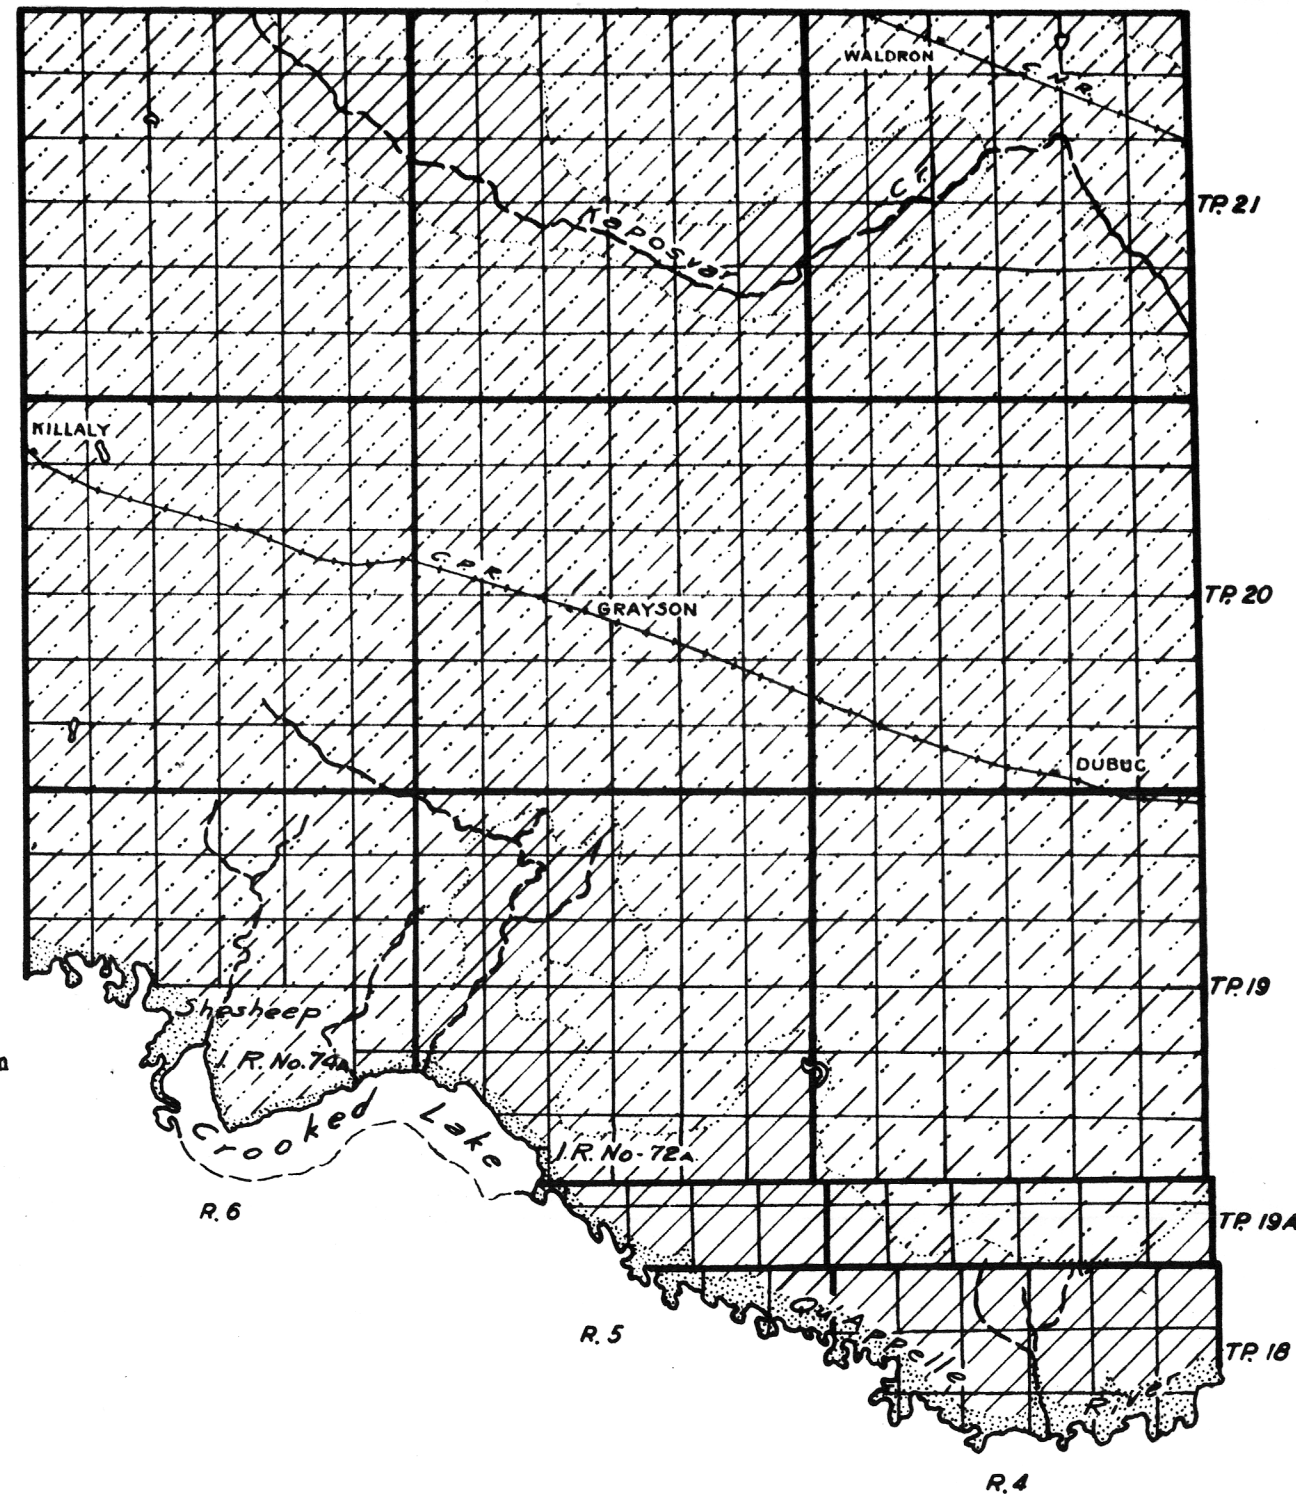 WALDRON
C. N. R.
TP. 21
Kaposvar
Cr.
KILLALY
C. P. R.
GRAYSON
TP. 20
DUBUC
TP. 19
Shesheep
I. R. No. 74A
Crooked Lake
I. R. No-72A
R. 6
TP. 19A
R. 5
Qu'Appelle River
TP. 18
R. 4